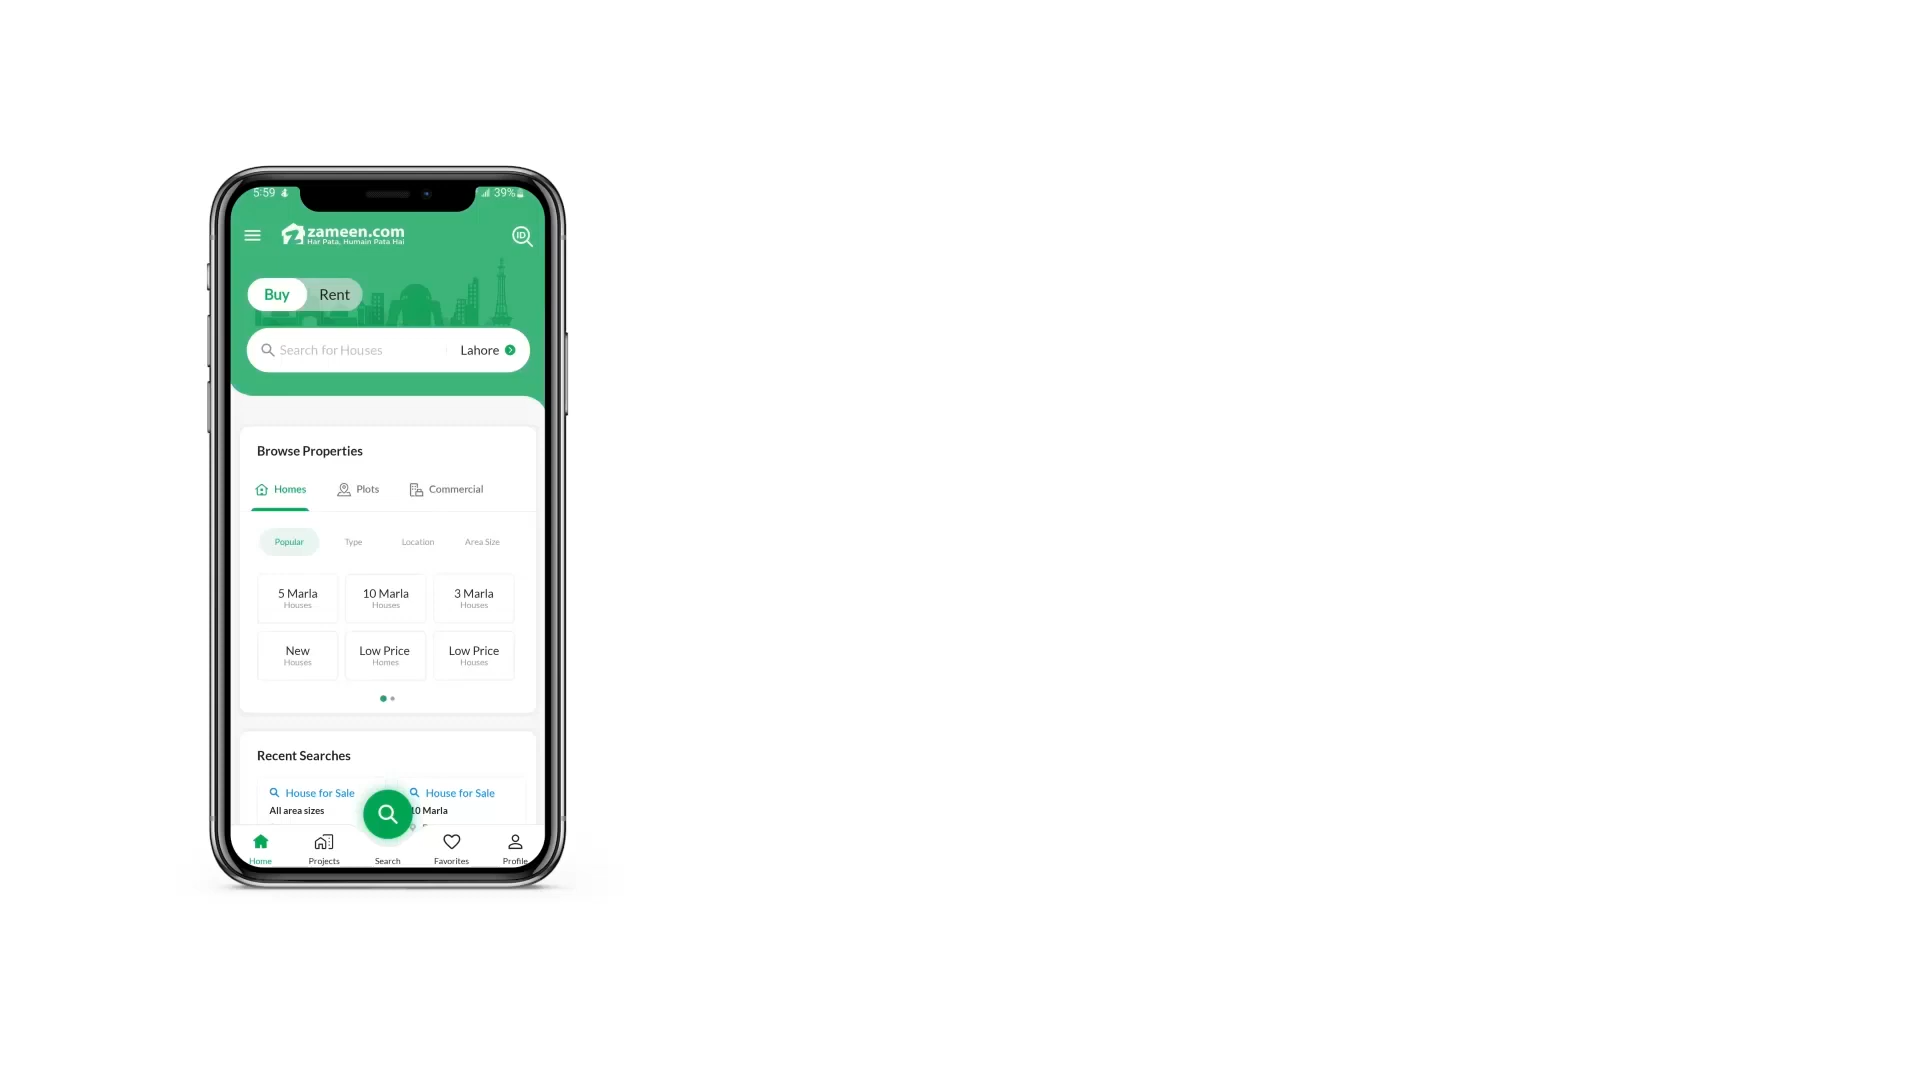 5:59
39%
zameen.com
Har Pata, Humain Pata Hai
ID
Buy Rent
Search for Houses Lahore
Browse Properties
Homes Plots Commercial
Popular Type Location Area Size
5 Marla 10 Marla 3 Marla
Houses Houses Houses
New Low Price Low Price
Houses Homes Houses
Recent Searches
House for Sale House for Sale
All area sizes 10 Marla
Home Projects Search Favorites Profile